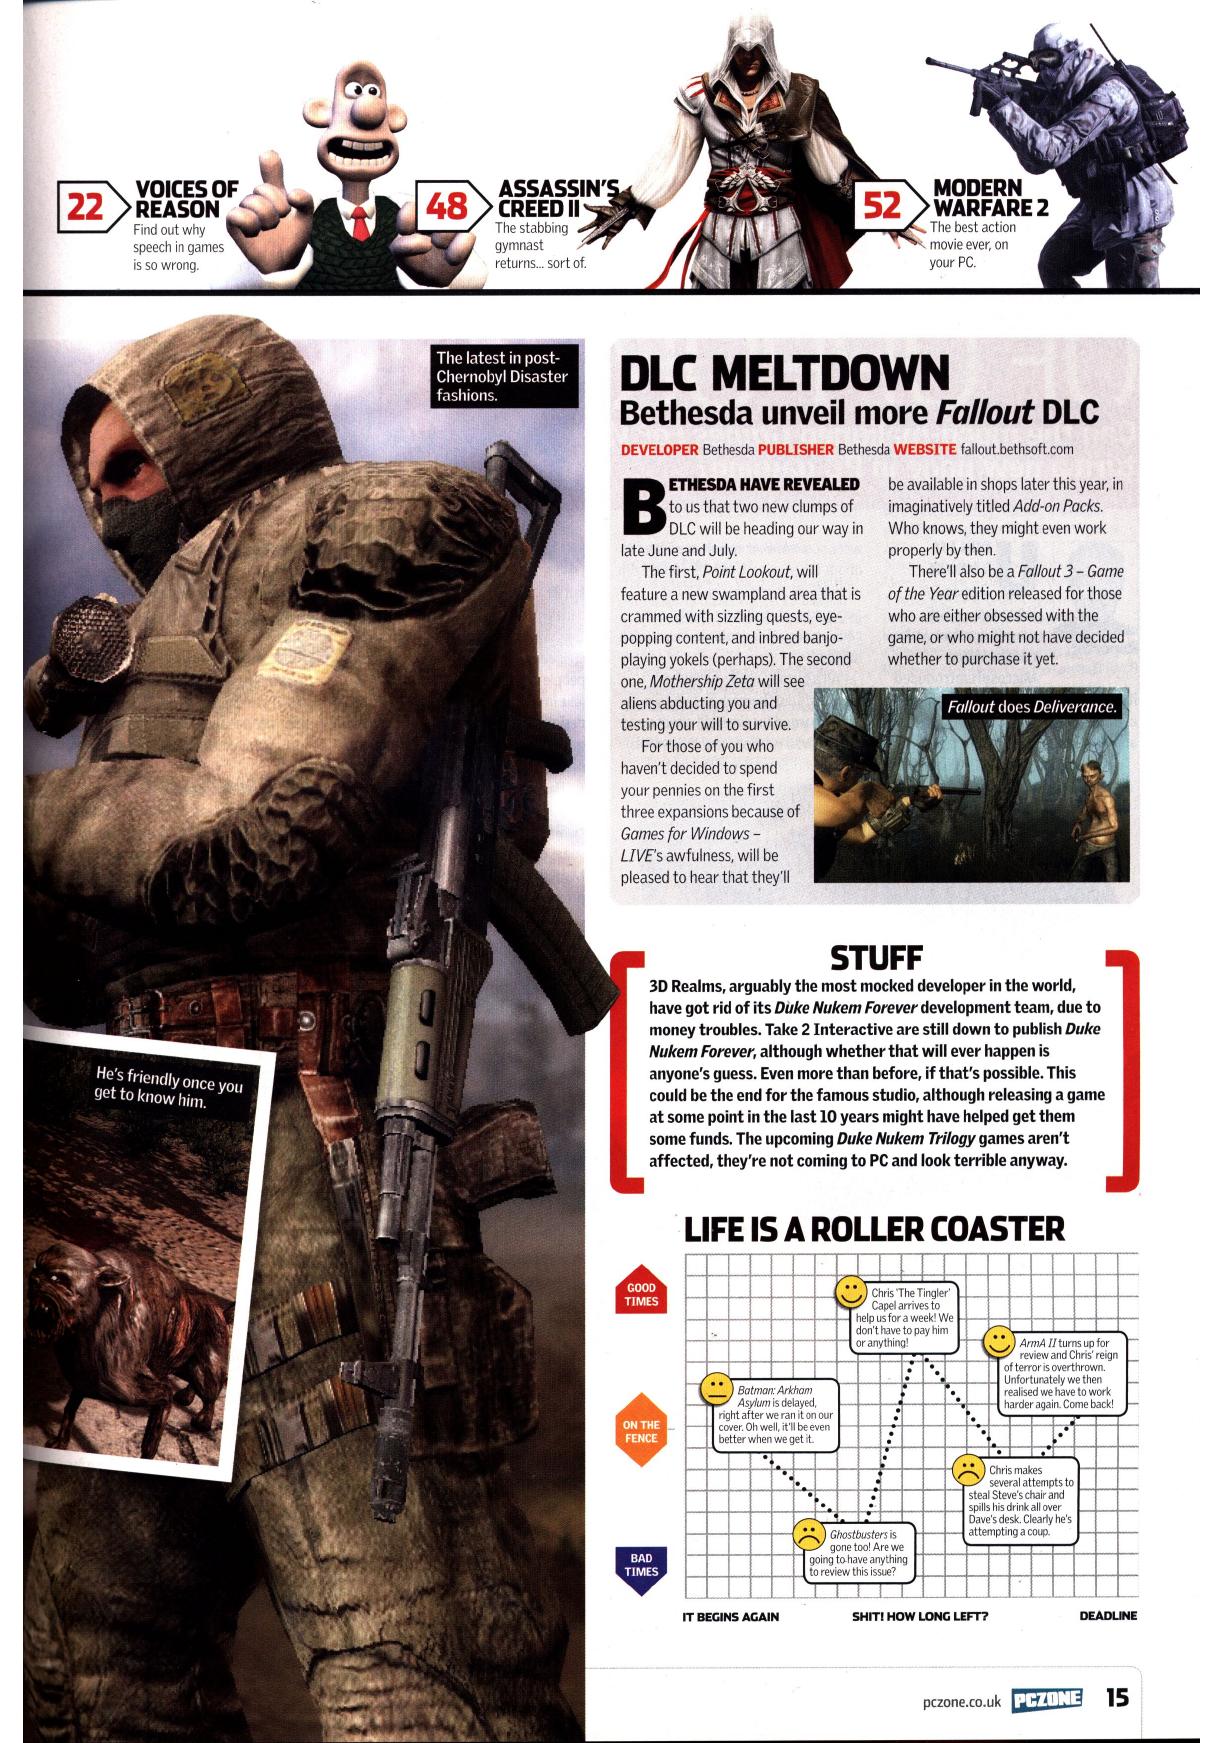 22
VOICES OF
REASON
Find out why
speech in games
is so wrong.
48
ASSASSIN'S
CREED II
The stabbing
gymnast
returns... sort of.
52
MODERN
WARFARE 2
The best action
movie ever, on
your PC.
The latest in post-
Chernobyl Disaster
fashions.
He's friendly once you
get to know him.
DLC MELTDOWN
Bethesda unveil more Fallout DLC
DEVELOPER Bethesda PUBLISHER Bethesda WEBSITE fallout.bethsoft.com
BETHESDA HAVE REVEALED
to us that two new clumps of
DLC will be heading our way in
late June and July.
The first, Point Lookout, will
feature a new swampland area that is
crammed with sizzling quests, eye-
popping content, and inbred banjo-
playing yokels (perhaps). The second
one, Mothership Zeta will see
aliens abducting you and
testing your will to survive.
For those of you who
haven't decided to spend
your pennies on the first
three expansions because of
Games for Windows –
LIVE's awfulness, will be
pleased to hear that they'll
be available in shops later this year, in
imaginatively titled Add-on Packs.
Who knows, they might even work
properly by then.
There'll also be a Fallout 3 – Game
of the Year edition released for those
who are either obsessed with the
game, or who might not have decided
whether to purchase it yet.
Fallout does Deliverance.
STUFF
3D Realms, arguably the most mocked developer in the world,
have got rid of its Duke Nukem Forever development team, due to
money troubles. Take 2 Interactive are still down to publish Duke
Nukem Forever, although whether that will ever happen is
anyone's guess. Even more than before, if that's possible. This
could be the end for the famous studio, although releasing a game
at some point in the last 10 years might have helped get them
some funds. The upcoming Duke Nukem Trilogy games aren't
affected, they're not coming to PC and look terrible anyway.
LIFE IS A ROLLER COASTER
GOOD
TIMES
ON THE
FENCE
BAD
TIMES
Batman: Arkham
Asylum is delayed,
right after we ran it on our
cover. Oh well, it'll be even
better when we get it.
Ghostbusters is
gone too! Are we
going to have anything
to review this issue?
Chris 'The Tingler'
Capel arrives to
help us for a week! We
don't have to pay him
or anything!
Chris makes
several attempts to
steal Steve's chair and
spills his drink all over
Dave's desk. Clearly he's
attempting a coup.
ArmA II turns up for
review and Chris' reign
of terror is overthrown.
Unfortunately we then
realised we have to work
harder again. Come back!
IT BEGINS AGAIN
SHIT! HOW LONG LEFT?
DEADLINE
pczone.co.uk PCZONE 15